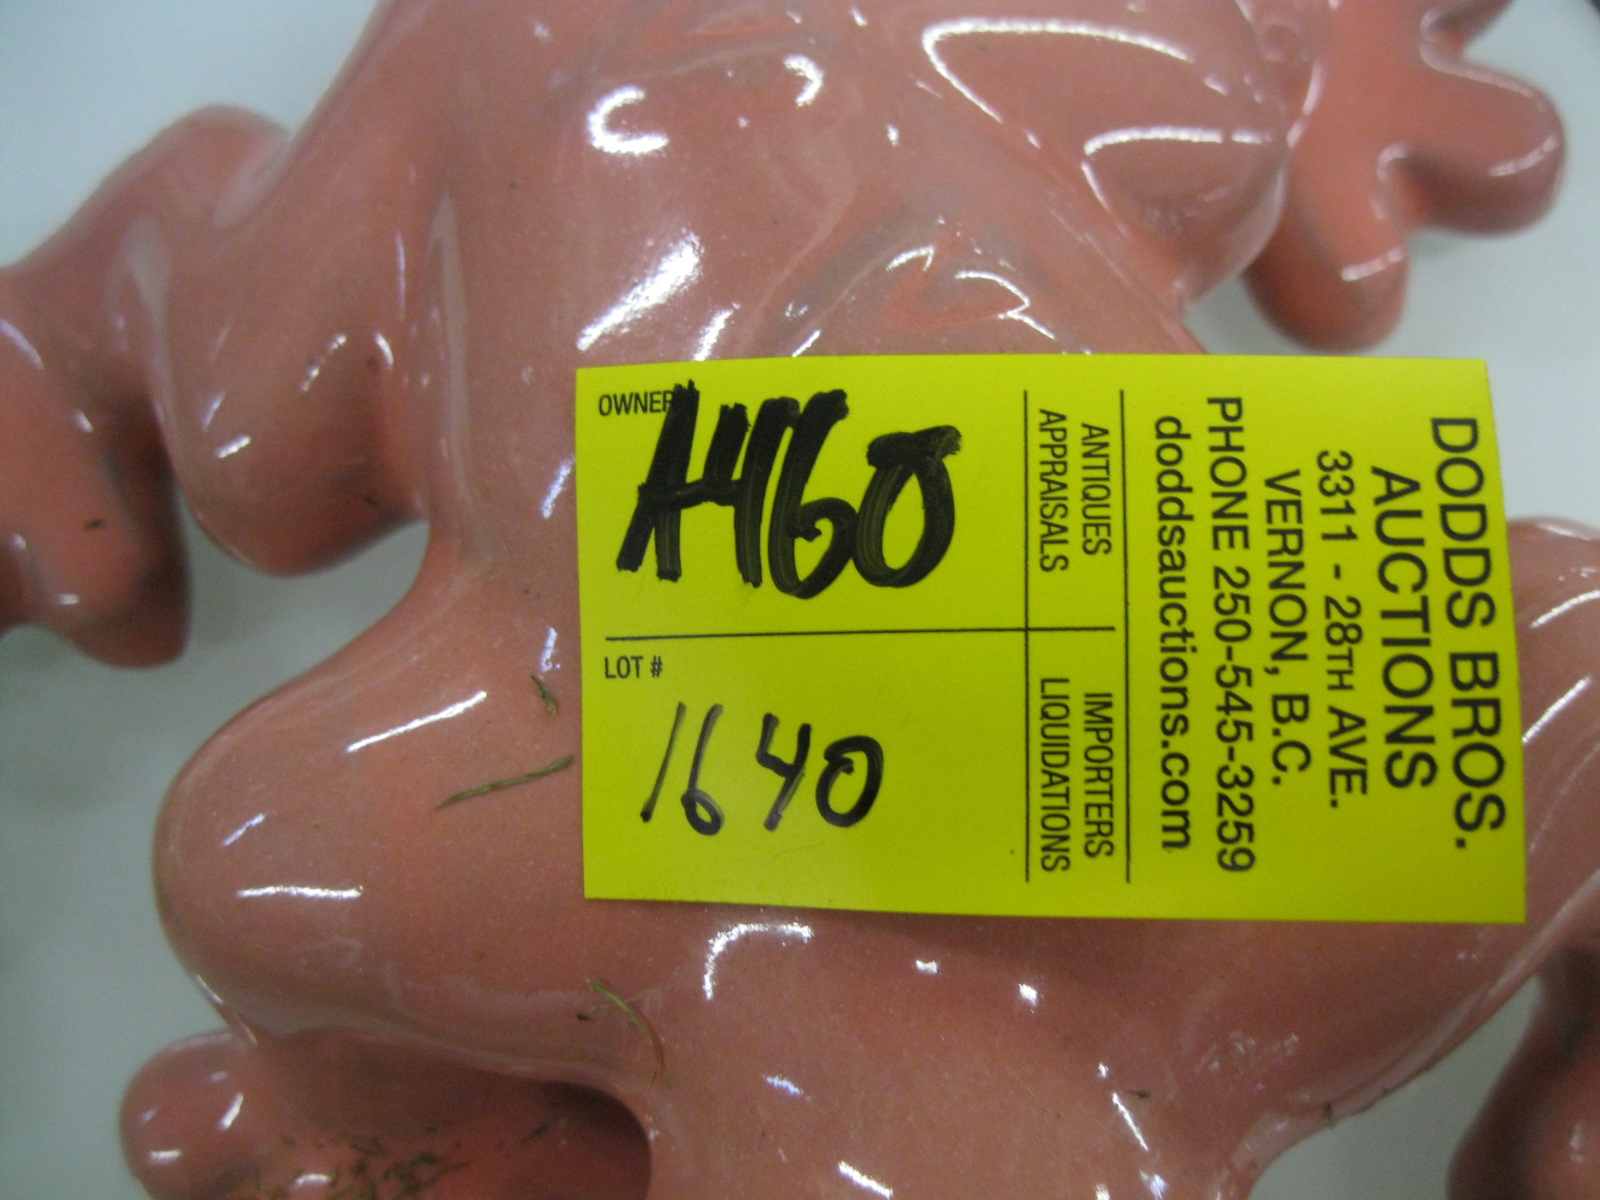 DODDS BROS.
AUCTIONS
3311 - 28TH AVE.
VERNON, B.C.
PHONE 250-545-3259
doddsauctions.com
ANTIQUES
APPRAISALS
IMPORTERS
LIQUIDATIONS
OWNER
A460
LOT #
1640